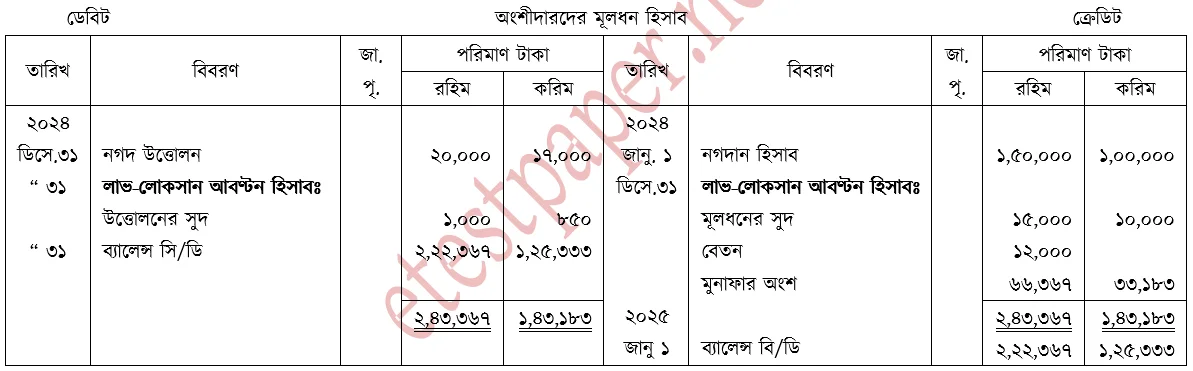 ডেবিট অংশীদারদের মূলধন হিসাব ক্রেডিট
তারিখ বিবরণ জা. পৃ. পরিমাণ টাকা তারিখ বিবরণ জা. পৃ. পরিমাণ টাকা
রহিম করিম রহিম করিম
২০২৪ ২০২৪
ডিসে.৩১ নগদ উত্তোলন ২০,০০০ ১৭,০০০ জানু. ১ নগদান হিসাব ১,৫০,০০০ ১,০০,০০০
“ ৩১ লাভ-লোকসান আবণ্টন হিসাবঃ ডিসে.৩১ লাভ-লোকসান আবণ্টন হিসাবঃ
উত্তোলনের সুদ ১,০০০ ৮৫০ মূলধনের সুদ ১৫,০০০ ১০,০০০
“ ৩১ ব্যালেন্স সি/ডি ২,২২,৩৬৭ ১,২৫,৩৩৩ বেতন ১২,০০০
মুনাফার অংশ ৬৬,৩৬৭ ৩৩,১৮৩
২,৪৩,৩৬৭ ১,৪৩,১৮৩ ২০২৫ ২,৪৩,৩৬৭ ১,৪৩,১৮৩
জানু ১ ব্যালেন্স বি/ডি ২,২২,৩৬৭ ১,২৫,৩৩৩